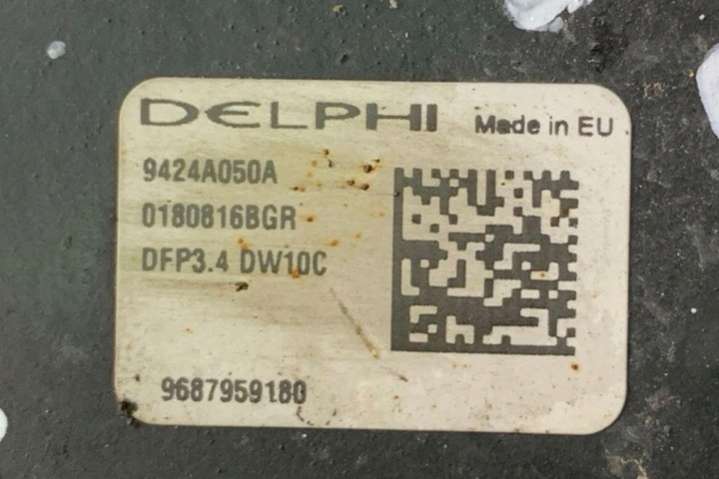 DELPHI Made in EU
9424A050A
0180816BGR
DFP3.4 DW10C
9687959180